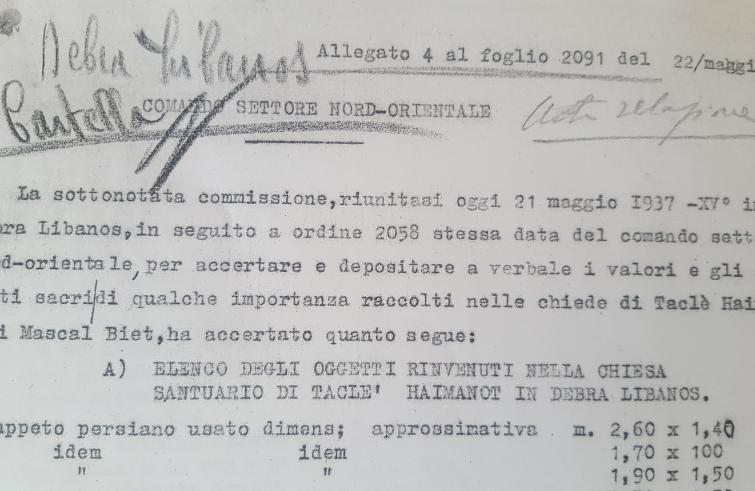 Debra Libanos
Allegato 4 al foglio 2091 del 22/maggi
Cartella
COMANDO SETTORE NORD-ORIENTALE
relazione
La sottonotata commissione,riunitasi oggi 21 maggio I937 -XV° i
ra Libanos,in seguito a ordine 2058 stessa data del comando sett
d-orientale,per accertare e depositare a verbale i valori e gli
ti sacri/di qualche importanza raccolti nelle chiede di Taclè Hai
i Mascal Biet,ha accertato quanto segue:
A) ELENCO DEGLI OGGETTI RINVENUTI NELLA CHIESA
SANTUARIO DI TACLE' HAIMANOT IN DEBRA LIBANOS.
appeto persiano usato dimens; approssimativa m. 2,60 x 1,40
idem idem 1,70 x 100
" " 1,90 x 1,50